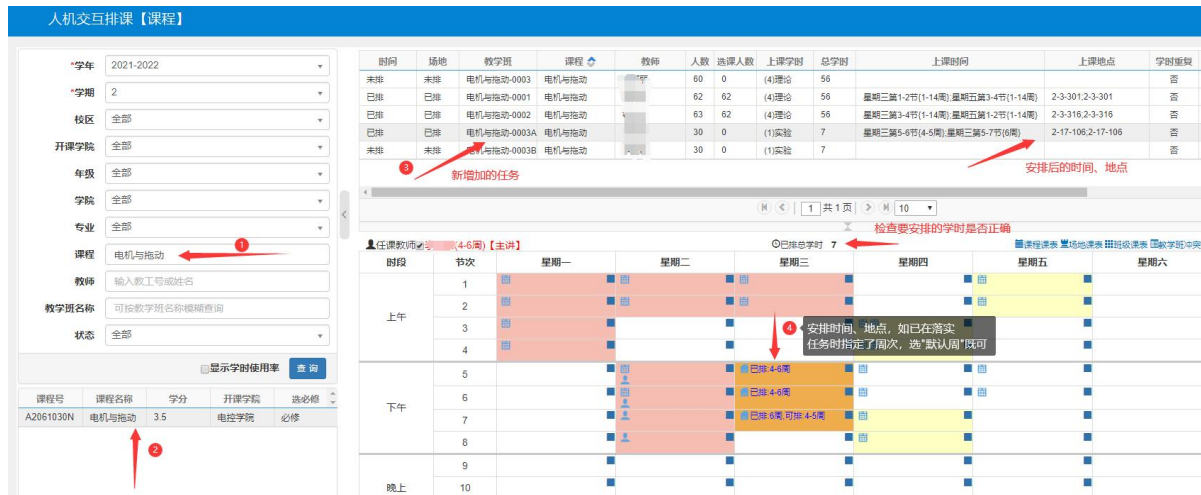 人机交互排课【课程】
*学年 2021-2022
*学期 2
校区 全部
开课学院 全部
年级 全部
学院 全部
专业 全部
课程 电机与拖动
1
教师 输入教工号或姓名
教学班名称 可按教学班名称模糊查询
状态 全部
显示学时使用率 查 询
课程号 课程名称 学分 开课学院 选必修
A2061030N 电机与拖动 3.5 电控学院 必修
2
时间 场地 教学班 课程 教师 人数 选课人数 上课学时 总学时 上课时间 上课地点 学时重复
未排 未排 电机与拖动-0003 电机与拖动 60 0 (4)理论 56 否
已排 已排 电机与拖动-0001 电机与拖动 62 62 (4)理论 56 星期三第1-2节{1-14周};星期五第3-4节{1-14周} 2-3-301;2-3-301 否
已排 已排 电机与拖动-0002 电机与拖动 63 62 (4)理论 56 星期三第3-4节{1-14周};星期五第1-2节{1-14周} 2-3-316;2-3-316 否
已排 已排 电机与拖动-0003A 电机与拖动 30 0 (1)实验 7 星期三第5-6节{4-5周};星期三第5-7节{6周} 2-17-106;2-17-106 否
未排 未排 电机与拖动-0003B 电机与拖动 30 0 (1)实验 7 否
3 新增加的任务
安排后的时间、地点
1 共1页 10
检查要安排的学时是否正确
任课教师 (4-6周)【主讲】 已排总学时 7 课程课表 场地课表 班级课表 教学班冲突
时段 节次 星期一 星期二 星期三 星期四 星期五 星期六
上午
1
2
3
4
4 安排时间、地点，如已在落实
任务时指定了周次，选"默认周"既可
下午
5 已排:4-6周
6 已排:4-6周
7 已排:6周,可排:4-5周
8
晚上
9
10